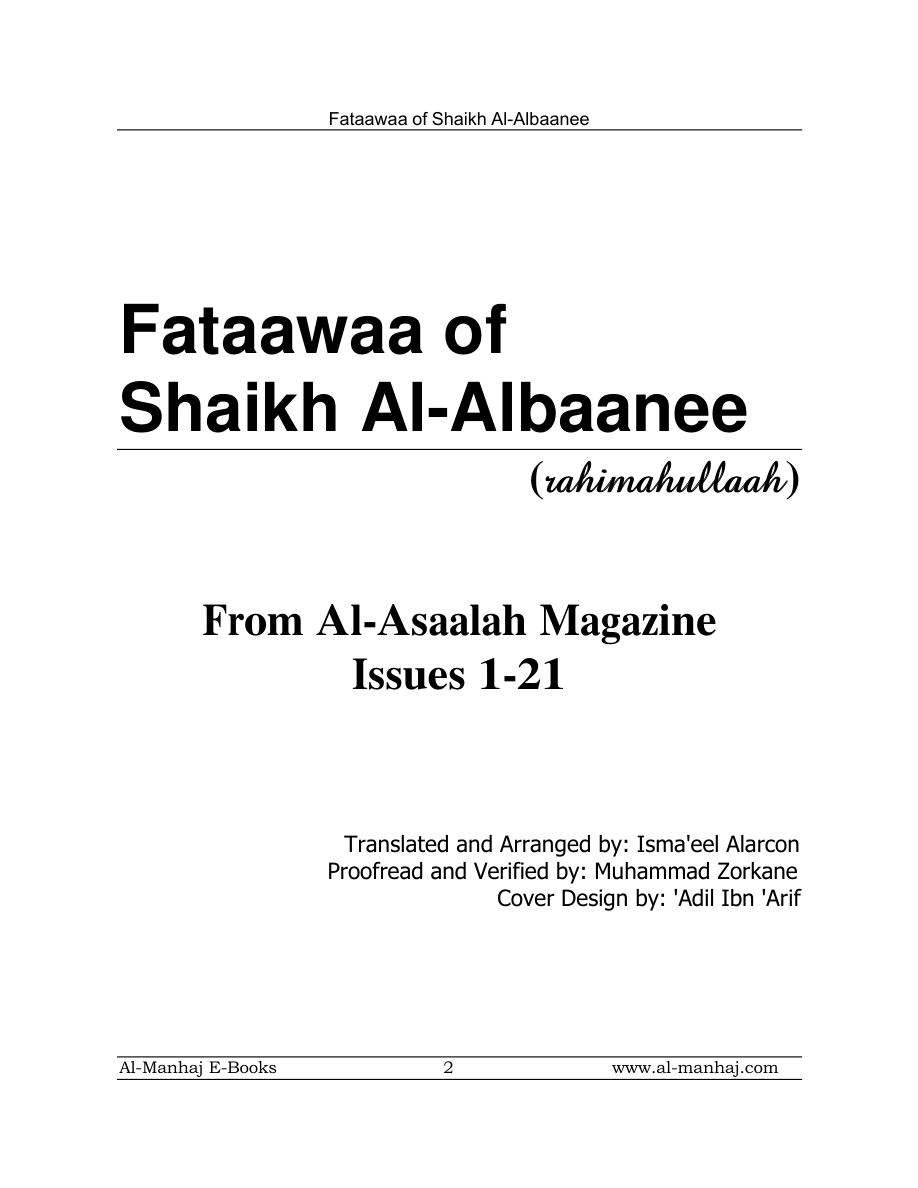 Fataawaa of Shaikh Al-Albaanee
Fataawaa of
Shaikh Al-Albaanee
(rahimahullaah)
From Al-Asaalah Magazine
Issues 1-21
Translated and Arranged by: Isma'eel Alarcon
Proofread and Verified by: Muhammad Zorkane
Cover Design by: 'Adil Ibn 'Arif
Al-Manhaj E-Books 2 www.al-manhaj.com